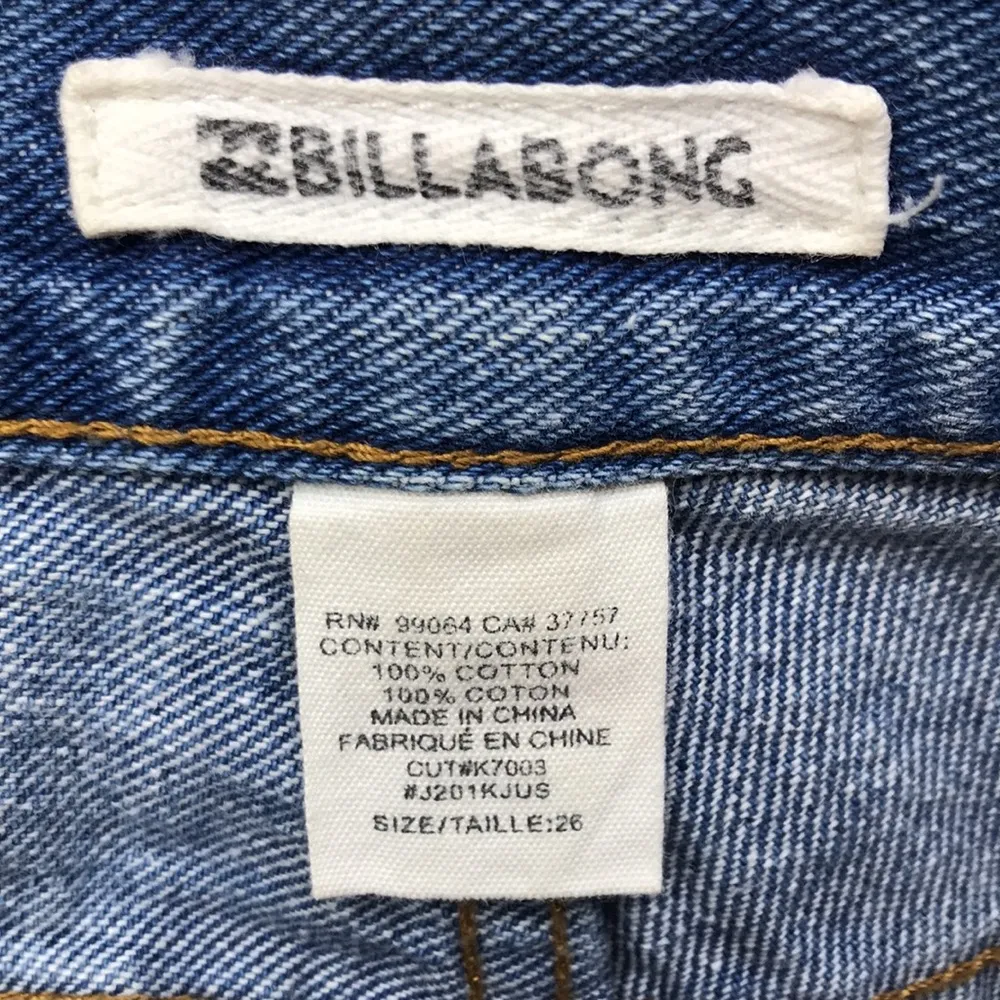 BILLABONG
RN# 99064 CA# 37757
CONTENT/CONTENU:
100% COTTON
100% COTON
MADE IN CHINA
FABRIQUÉ EN CHINE
CUT#K7003
#J201KJUS
SIZE/TAILLE:26